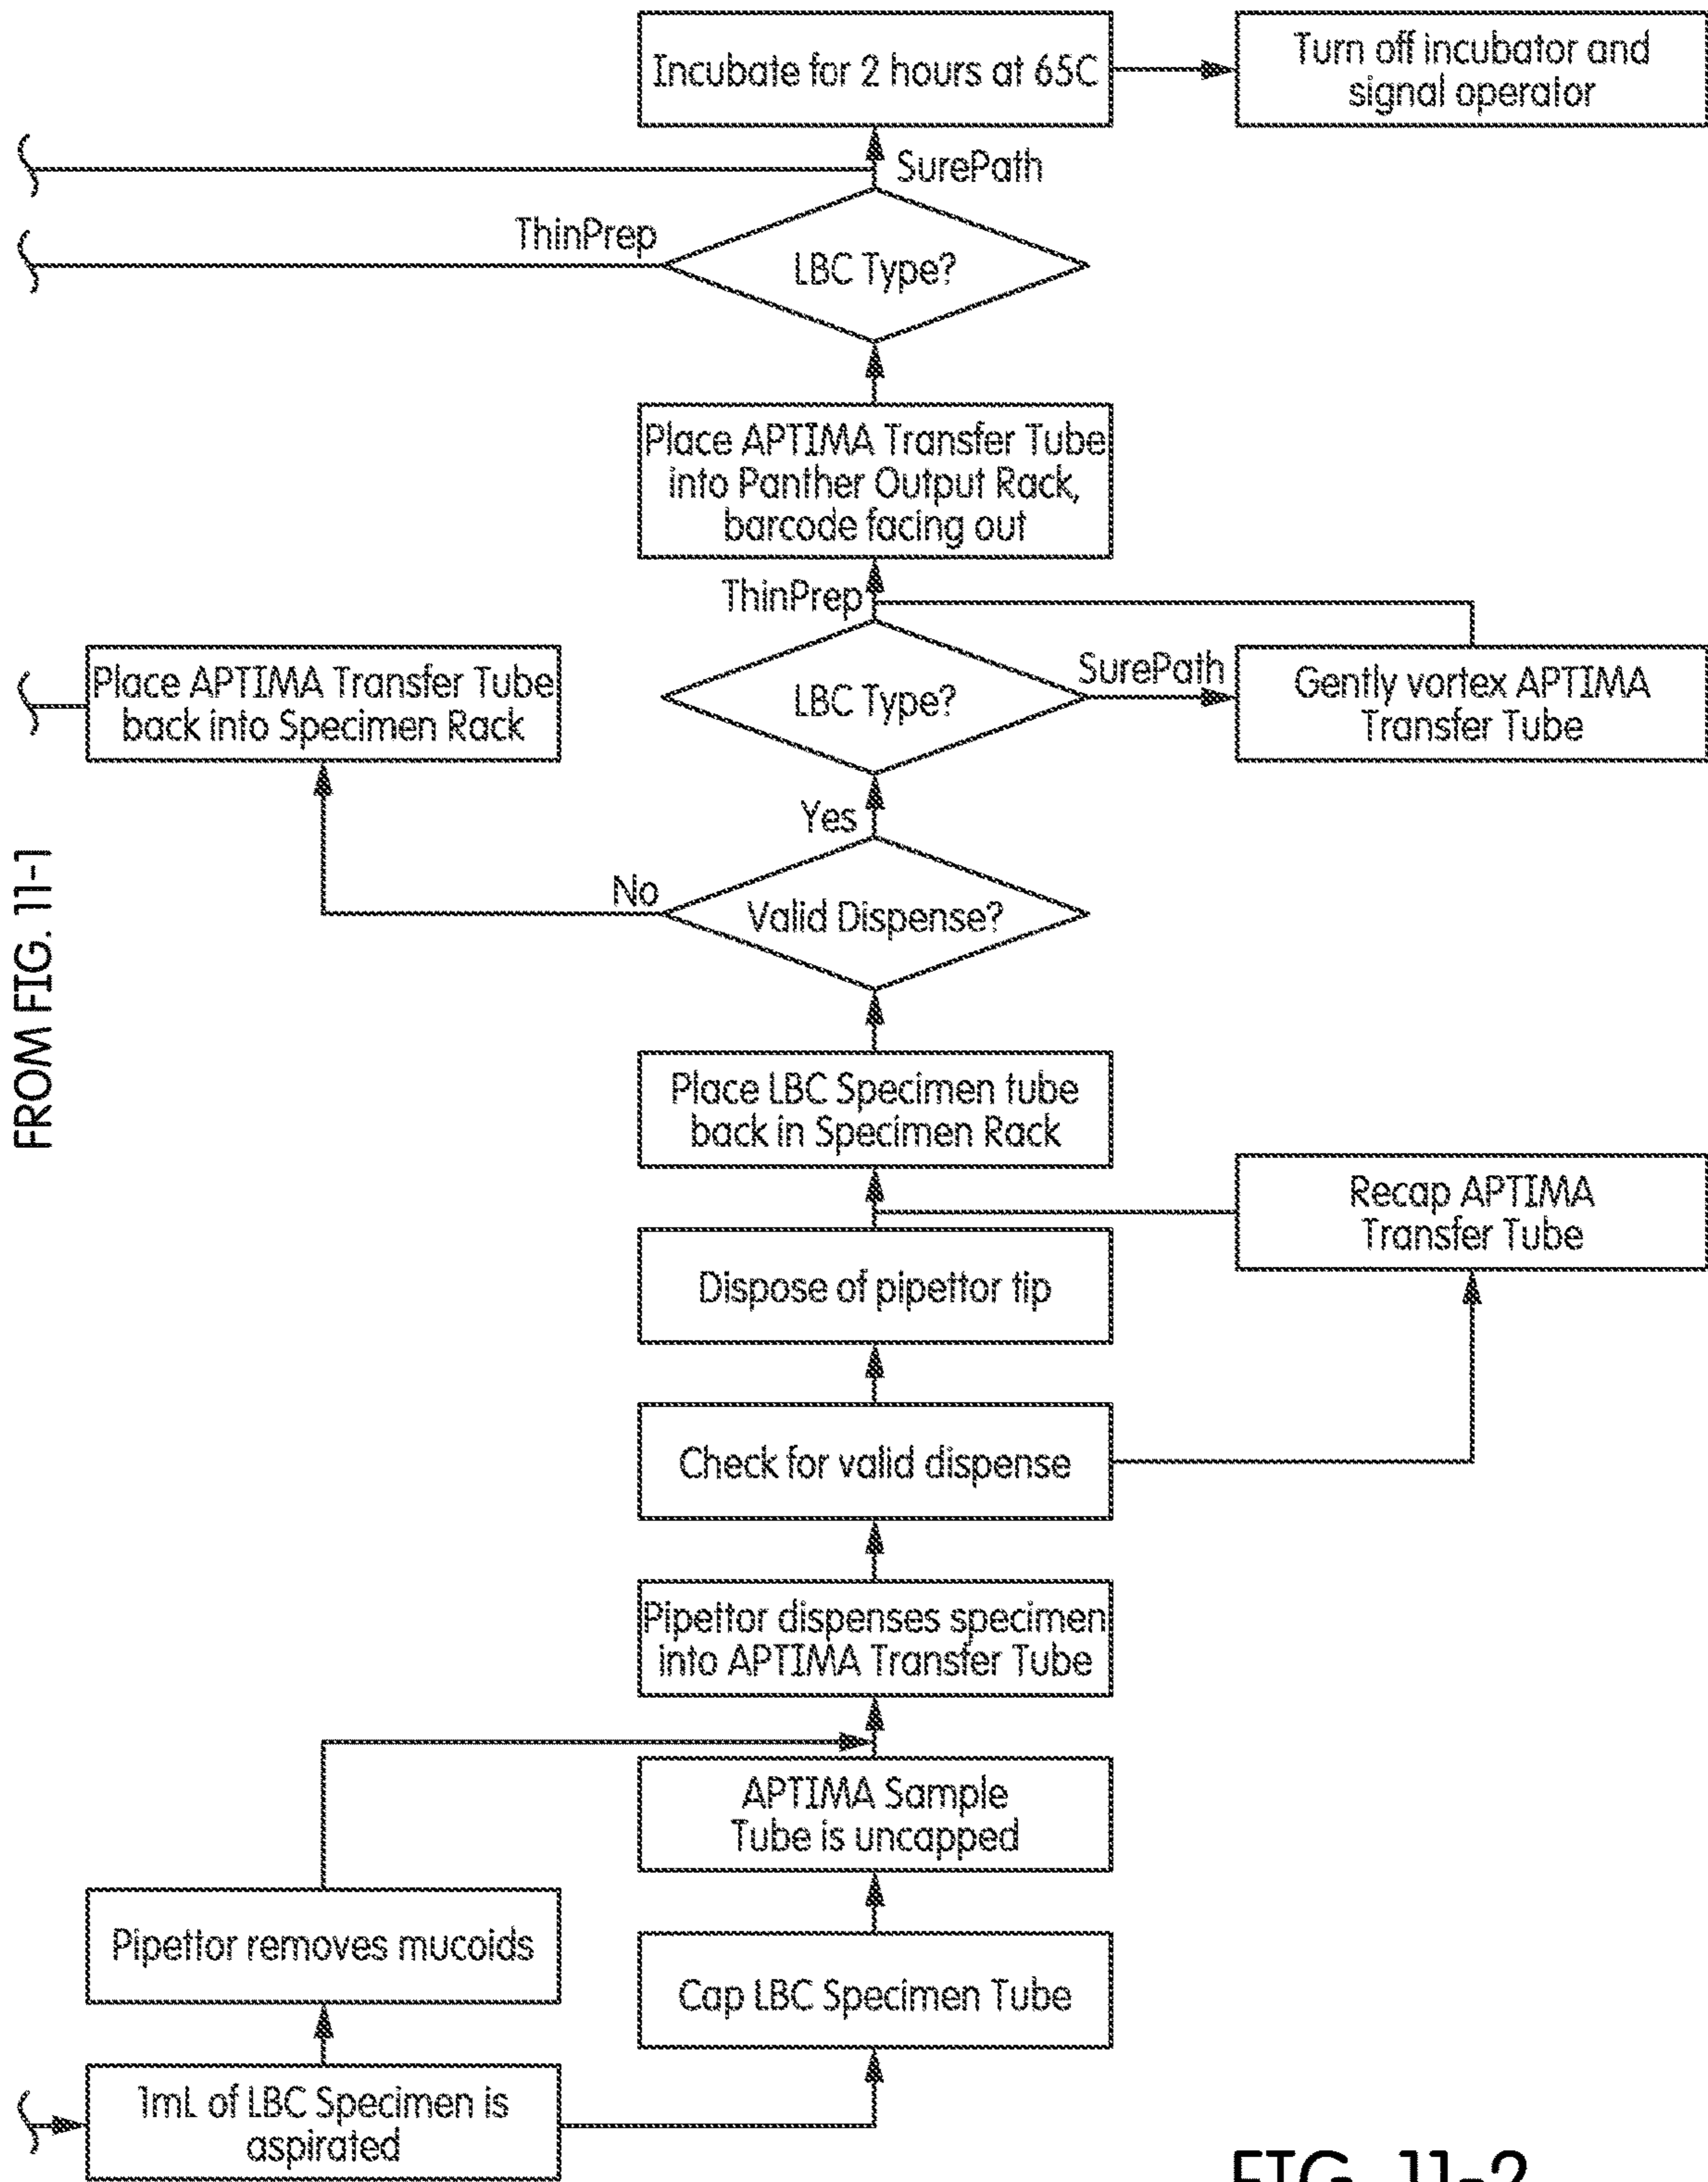 Incubate for 2 hours at 65C
Turn off incubator and
signal operator
SurePath
ThinPrep
LBC Type?
Place APTIMA Transfer Tube
into Panther Output Rack,
barcode facing out
ThinPrep
Place APTIMA Transfer Tube
back into Specimen Rack
LBC Type?
SurePath
Gently vortex APTIMA
Transfer Tube
Yes
No
Valid Dispense?
FROM FIG. 11-1
Place LBC Specimen tube
back in Specimen Rack
Recap APTIMA
Transfer Tube
Dispose of pipettor tip
Check for valid dispense
Pipettor dispenses specimen
into APTIMA Transfer Tube
APTIMA Sample
Tube is uncapped
Pipettor removes mucoids
Cap LBC Specimen Tube
1mL of LBC Specimen is
aspirated
FIG. 11-2